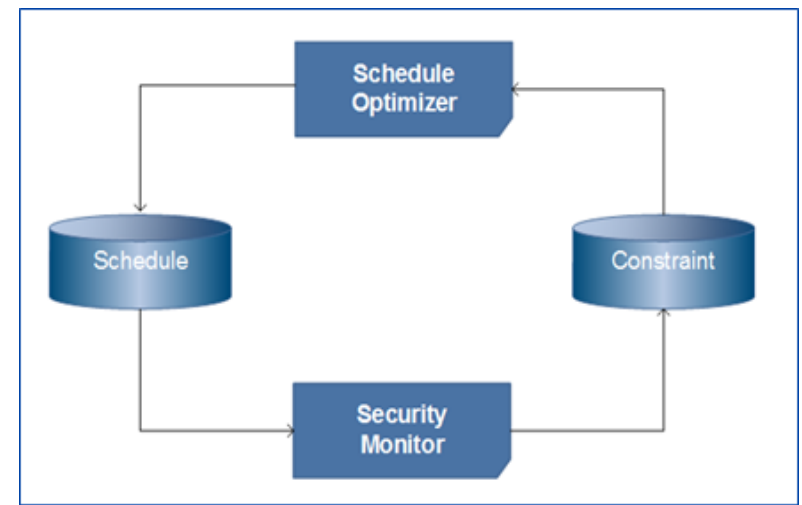 Schedule
Optimizer
Schedule
Constraint
Security
Monitor